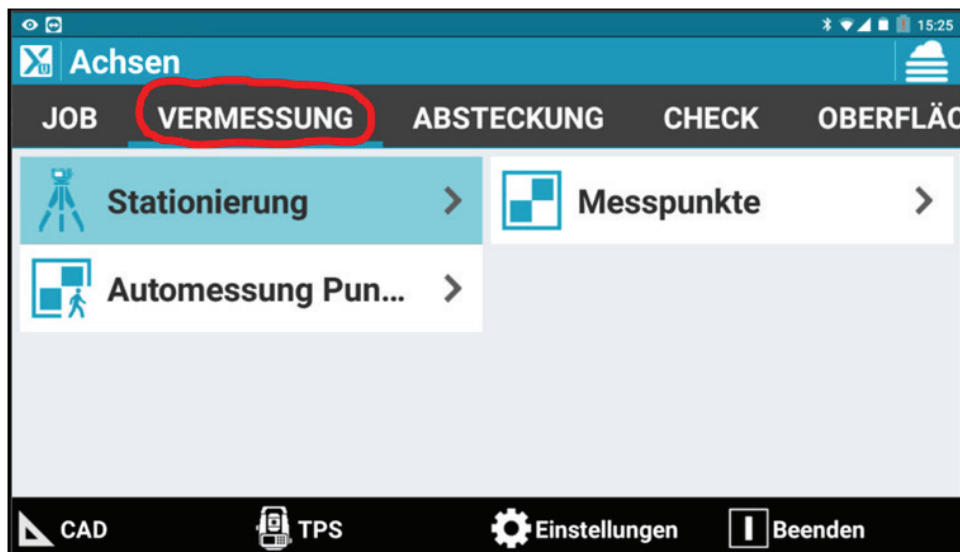 15:25
Achsen
JOB VERMESSUNG ABSTECKUNG CHECK OBERFLÄC
Stationierung Messpunkte
Automessung Pun...
CAD TPS Einstellungen Beenden